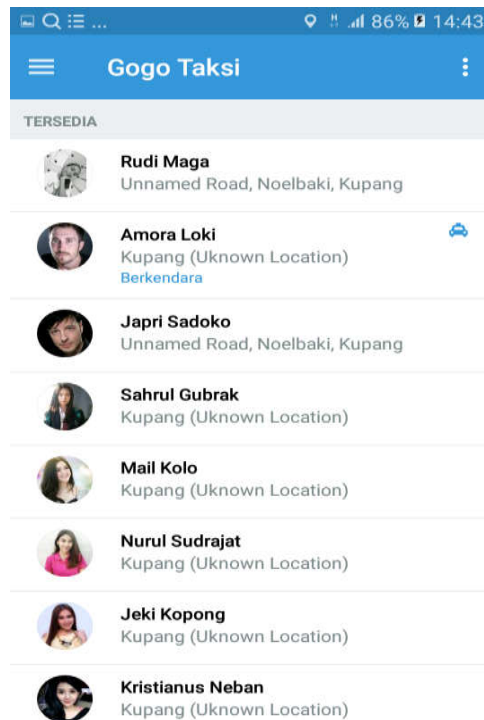 ... 86% 14:43
Gogo Taksi
TERSEDIA
Rudi Maga
Unnamed Road, Noelbaki, Kupang
Amora Loki
Kupang (Uknown Location)
Berkendara
Japri Sadoko
Unnamed Road, Noelbaki, Kupang
Sahrul Gubrak
Kupang (Uknown Location)
Mail Kolo
Kupang (Uknown Location)
Nurul Sudrajat
Kupang (Uknown Location)
Jeki Kopong
Kupang (Uknown Location)
Kristianus Neban
Kupang (Uknown Location)